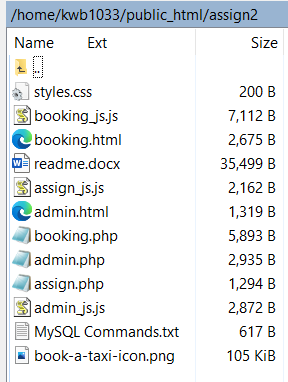 /home/kwb1033/public_html/assign2
Name Ext Size
..
styles.css 200 B
booking_js.js 7,112 B
booking.html 2,675 B
readme.docx 35,499 B
assign_js.js 2,162 B
admin.html 1,319 B
booking.php 5,893 B
admin.php 2,935 B
assign.php 1,294 B
admin_js.js 2,872 B
MySQL Commands.txt 617 B
book-a-taxi-icon.png 105 KiB